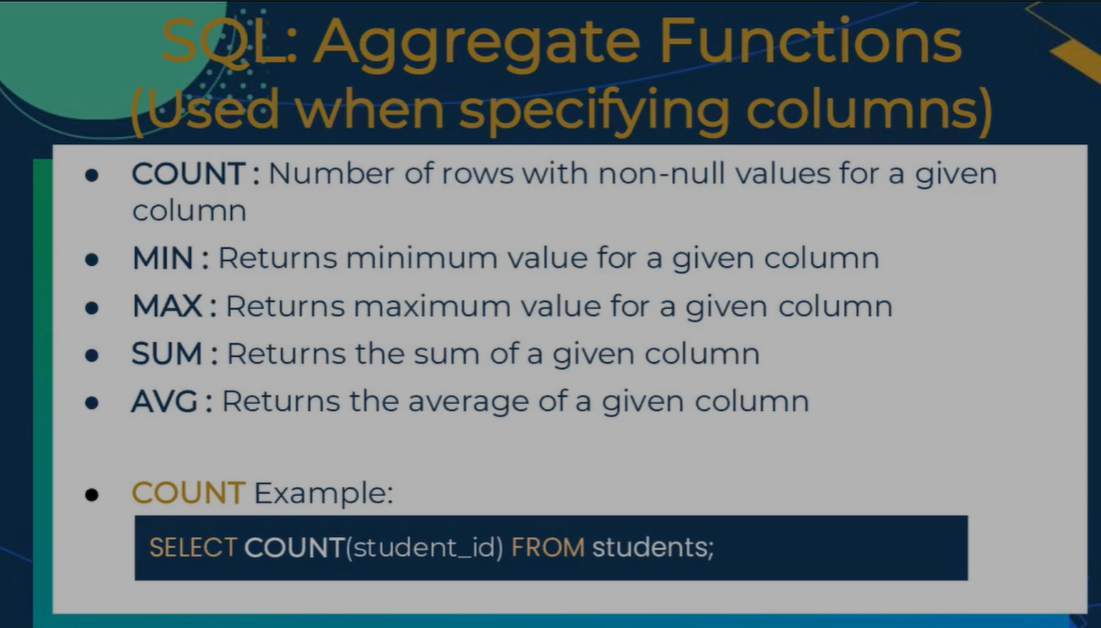 SQL: Aggregate Functions
(Used when specifying columns)
• COUNT : Number of rows with non-null values for a given
column
• MIN : Returns minimum value for a given column
• MAX : Returns maximum value for a given column
• SUM : Returns the sum of a given column
• AVG : Returns the average of a given column
• COUNT Example:
SELECT COUNT(student_id) FROM students;